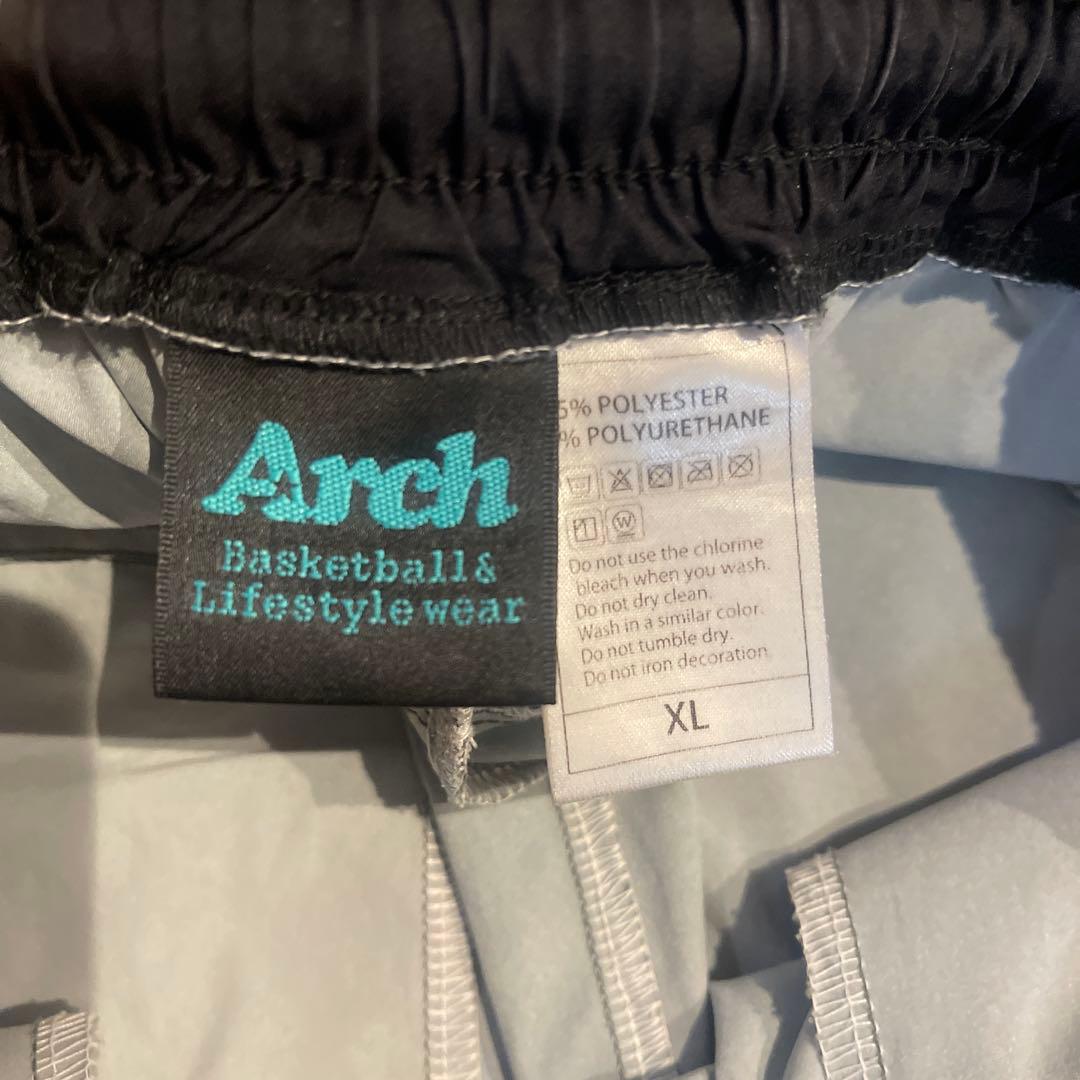 Arch
Basketball&
Lifestyle wear
5% POLYESTER
% POLYURETHANE
W
Do not use the chlorine
bleach when you wash.
Do not dry clean.
Wash in a similar color.
Do not tumble dry.
Do not iron decoration.
XL